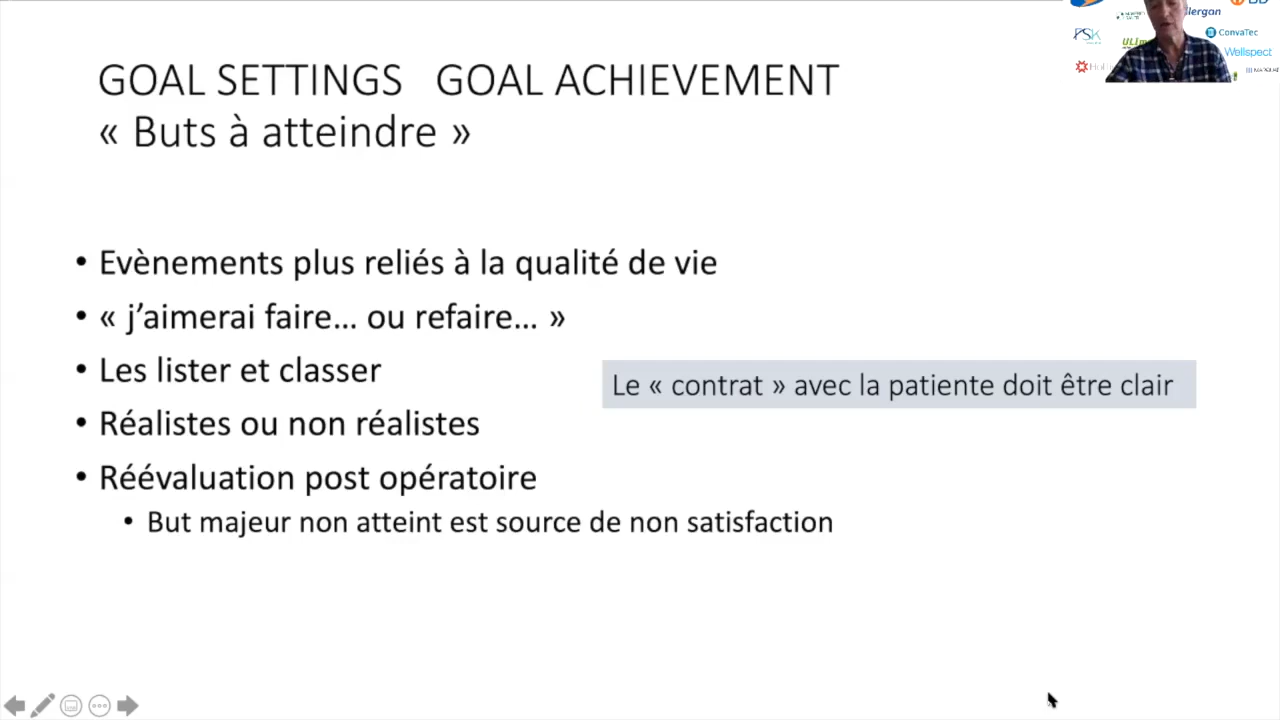 GOAL SETTINGS GOAL ACHIEVEMENT
« Buts à atteindre »
• Evènements plus reliés à la qualité de vie
• « j’aimerai faire… ou refaire… »
• Les lister et classer
Le « contrat » avec la patiente doit être clair
• Réalistes ou non réalistes
• Réévaluation post opératoire
• But majeur non atteint est source de non satisfaction
ConvaTec
Wellspect